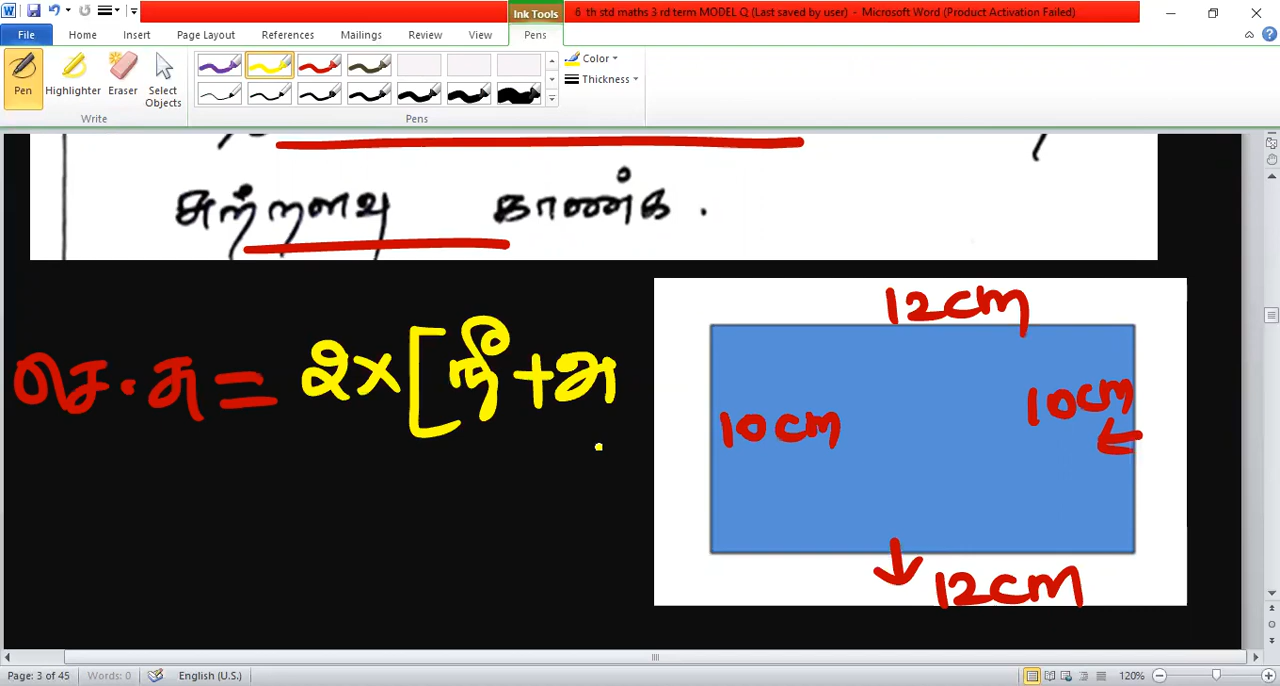 6 th std maths 3 rd term MODEL Q (Last saved by user) - Microsoft Word (Product Activation Failed)
Ink Tools
File Home Insert Page Layout References Mailings Review View Pens
Pen Highlighter Eraser Select Objects
Color
Thickness
Write Pens
சுற்றளவு காண்க .
செ.சு = 2 x [நீ + அ
12cm
10cm
10cm
12cm
Page: 3 of 45 Words: 0 English (U.S.) 120%